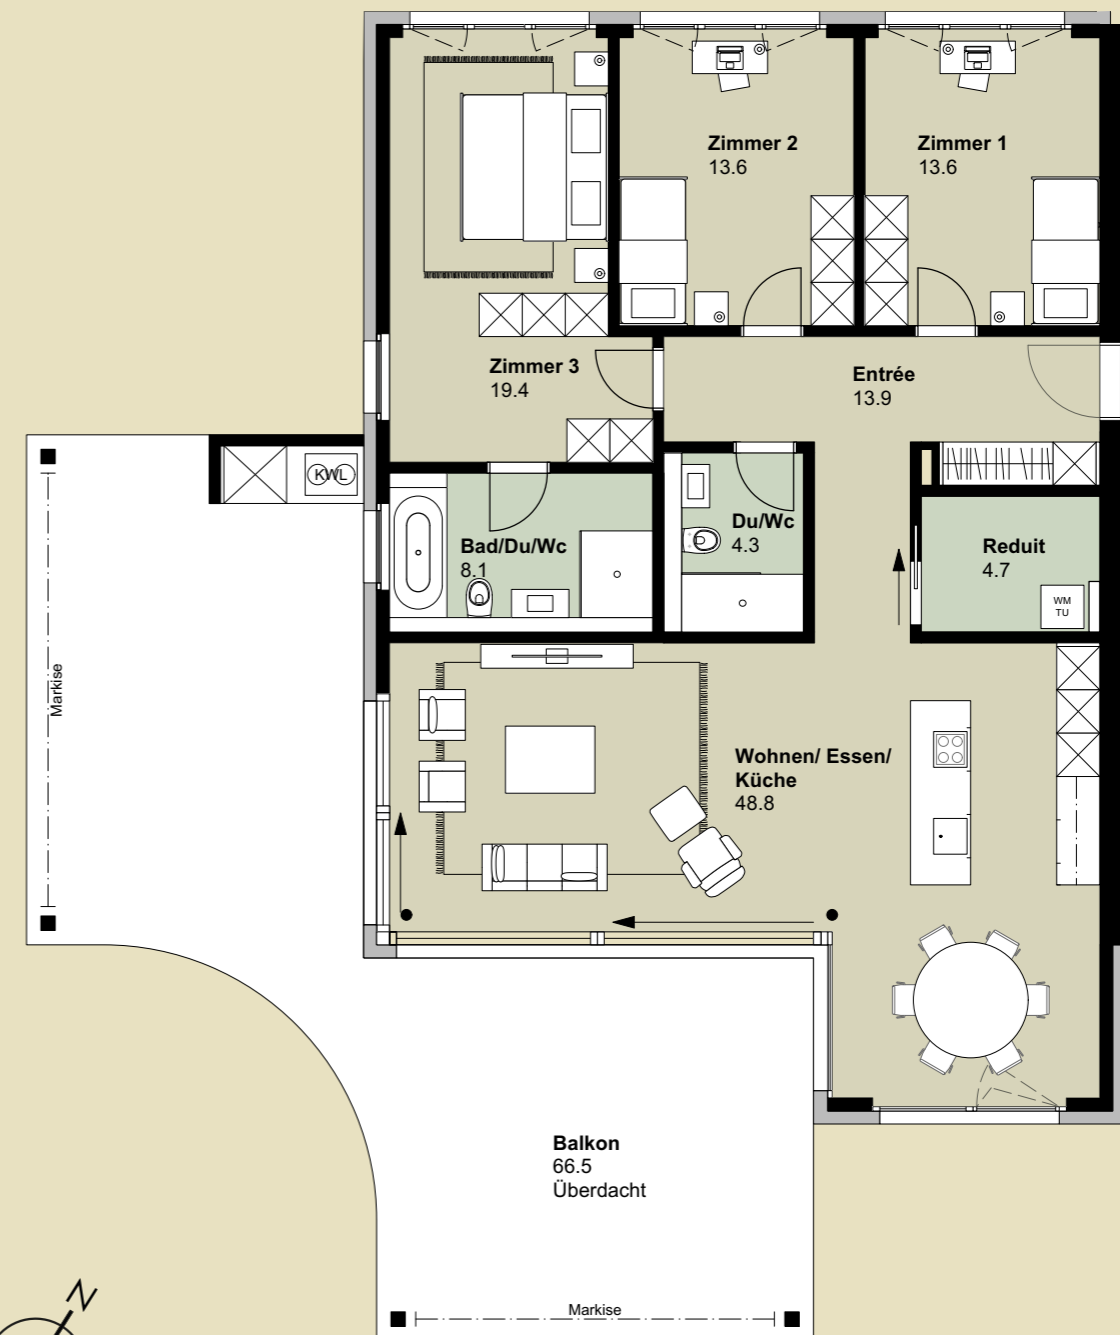 Zimmer 2
13.6
Zimmer 1
13.6
Zimmer 3
19.4
Entrée
13.9
KWL
Bad/Du/Wc
8.1
Du/Wc
4.3
Reduit
4.7
WM
TU
Markise
Wohnen/ Essen/
Küche
48.8
Balkon
66.5
Überdacht
N
Markise